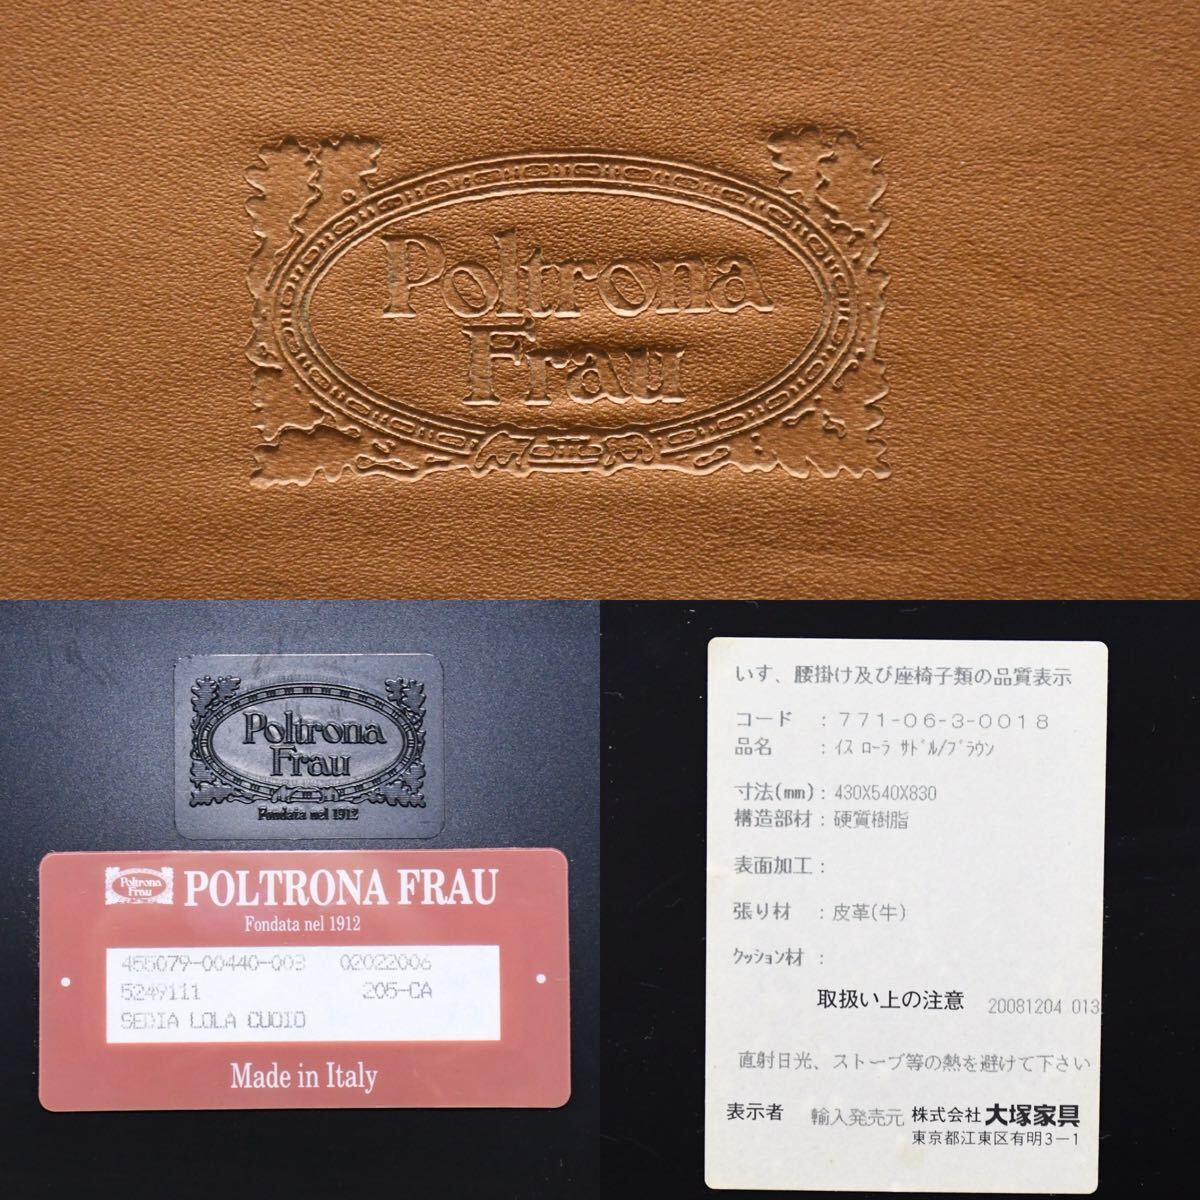 Poltrona
Frau
Poltrona
Frau
Fondata nel 1912
Poltrona
Frau
POLTRONA FRAU
Fondata nel 1912
455079-00440-003 02022006
5249111 205-CA
SEDIA LOLA CUOIO
Made in Italy
いす、腰掛け及び座椅子類の品質表示
コード : 771-06-3-0018
品名 : ｲｽ ﾛｰﾗ ｻﾄﾞﾙ/ﾌﾞﾗｳﾝ
寸法(mm) : 430X540X830
構造部材 : 硬質樹脂
表面加工 :
張り材 : 皮革(牛)
ｸｯｼｮﾝ材 :
取扱い上の注意 20081204 013
直射日光、ストーブ等の熱を避けて下さい
表示者 輸入発売元 株式会社 大塚家具
東京都江東区有明3-1